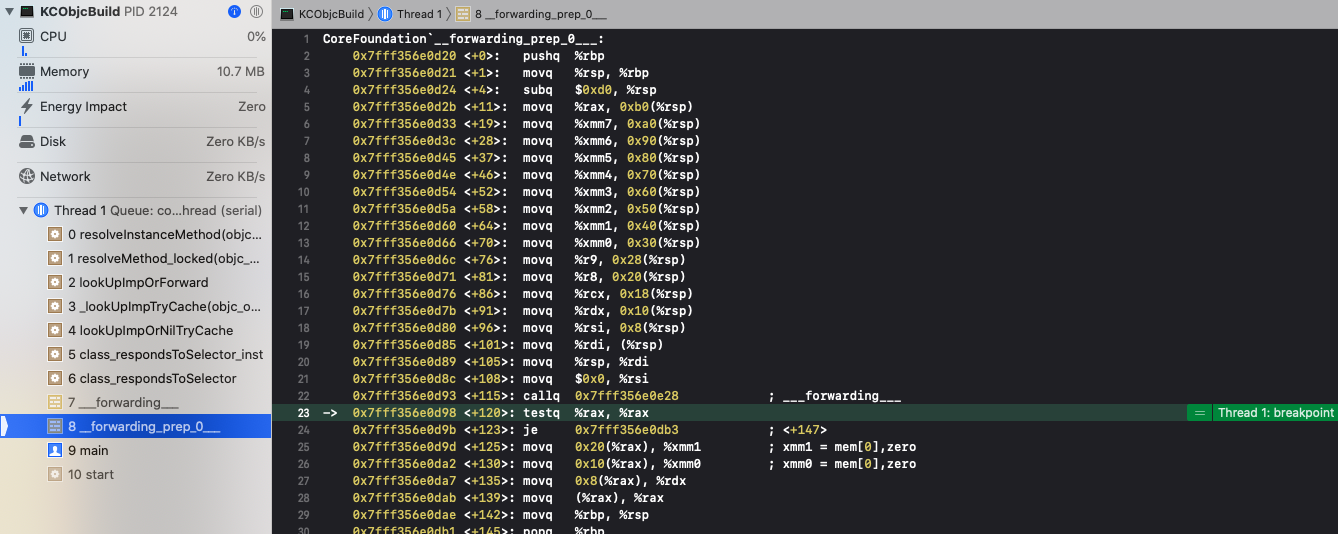 KCObjcBuild PID 2124
CPU 0%
Memory 10.7 MB
Energy Impact Zero
Disk Zero KB/s
Network Zero KB/s
Thread 1 Queue: co...hread (serial)
0 resolveInstanceMethod(objc...
1 resolveMethod_locked(objc_...
2 lookUpImpOrForward
3 _lookUpImpTryCache(objc_o...
4 lookUpImpOrNilTryCache
5 class_respondsToSelector_inst
6 class_respondsToSelector
7 ___forwarding___
8 __forwarding_prep_0___
9 main
10 start
KCObjcBuild 〉 Thread 1 〉 8 __forwarding_prep_0___
1 CoreFoundation`__forwarding_prep_0___:
2 0x7fff356e0d20 <+0>: pushq %rbp
3 0x7fff356e0d21 <+1>: movq %rsp, %rbp
4 0x7fff356e0d24 <+4>: subq $0xd0, %rsp
5 0x7fff356e0d2b <+11>: movq %rax, 0xb0(%rsp)
6 0x7fff356e0d33 <+19>: movq %xmm7, 0xa0(%rsp)
7 0x7fff356e0d3c <+28>: movq %xmm6, 0x90(%rsp)
8 0x7fff356e0d45 <+37>: movq %xmm5, 0x80(%rsp)
9 0x7fff356e0d4e <+46>: movq %xmm4, 0x70(%rsp)
10 0x7fff356e0d54 <+52>: movq %xmm3, 0x60(%rsp)
11 0x7fff356e0d5a <+58>: movq %xmm2, 0x50(%rsp)
12 0x7fff356e0d60 <+64>: movq %xmm1, 0x40(%rsp)
13 0x7fff356e0d66 <+70>: movq %xmm0, 0x30(%rsp)
14 0x7fff356e0d6c <+76>: movq %r9, 0x28(%rsp)
15 0x7fff356e0d71 <+81>: movq %r8, 0x20(%rsp)
16 0x7fff356e0d76 <+86>: movq %rcx, 0x18(%rsp)
17 0x7fff356e0d7b <+91>: movq %rdx, 0x10(%rsp)
18 0x7fff356e0d80 <+96>: movq %rsi, 0x8(%rsp)
19 0x7fff356e0d85 <+101>: movq %rdi, (%rsp)
20 0x7fff356e0d89 <+105>: movq %rsp, %rdi
21 0x7fff356e0d8c <+108>: movq $0x0, %rsi
22 0x7fff356e0d93 <+115>: callq 0x7fff356e0e28 ; ___forwarding___
23 -> 0x7fff356e0d98 <+120>: testq %rax, %rax = Thread 1: breakpoint
24 0x7fff356e0d9b <+123>: je 0x7fff356e0db3 ; <+147>
25 0x7fff356e0d9d <+125>: movq 0x20(%rax), %xmm1 ; xmm1 = mem[0],zero
26 0x7fff356e0da2 <+130>: movq 0x10(%rax), %xmm0 ; xmm0 = mem[0],zero
27 0x7fff356e0da7 <+135>: movq 0x8(%rax), %rdx
28 0x7fff356e0dab <+139>: movq (%rax), %rax
29 0x7fff356e0dae <+142>: movq %rbp, %rsp
30 0x7fff356e0db1 <+145>: popq %rbp